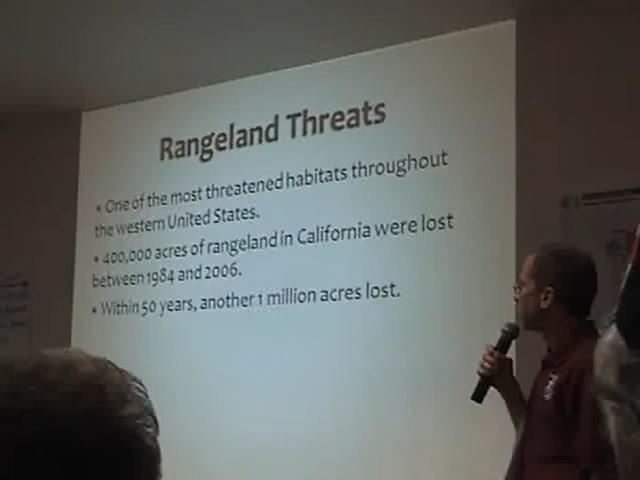 Rangeland Threats
• One of the most threatened habitats throughout
the western United States.
• 400,000 acres of rangeland in California were lost
between 1984 and 2006.
• Within 50 years, another 1 million acres lost.